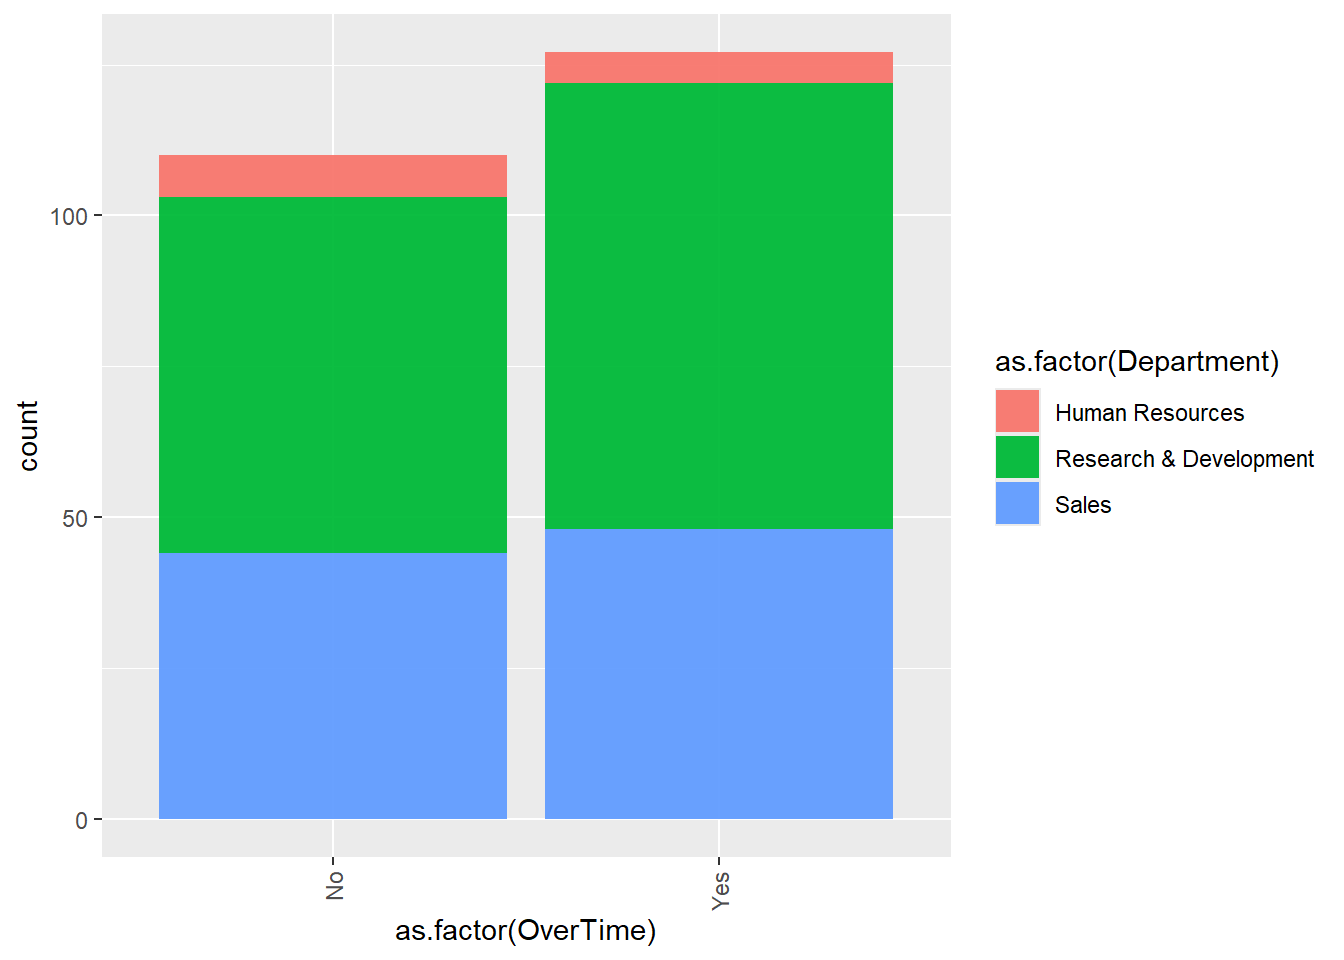 count
100
50
0
No
Yes
as.factor(OverTime)
as.factor(Department)
Human Resources
Research & Development
Sales